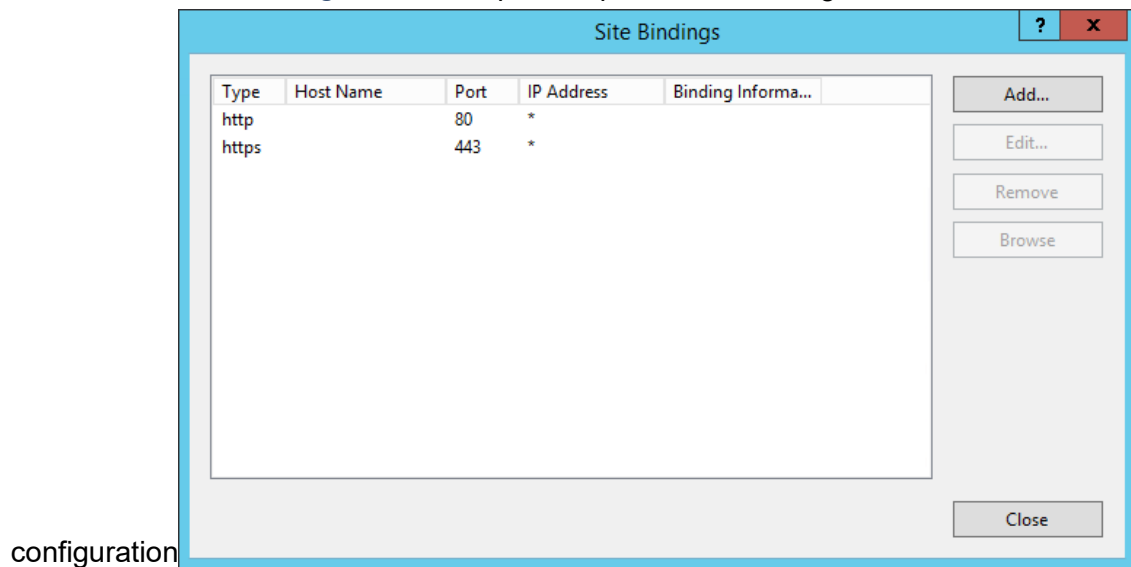 Site Bindings
? x
Type Host Name Port IP Address Binding Informa...
http 80 *
https 443 *
Add...
Edit...
Remove
Browse
Close
configuration